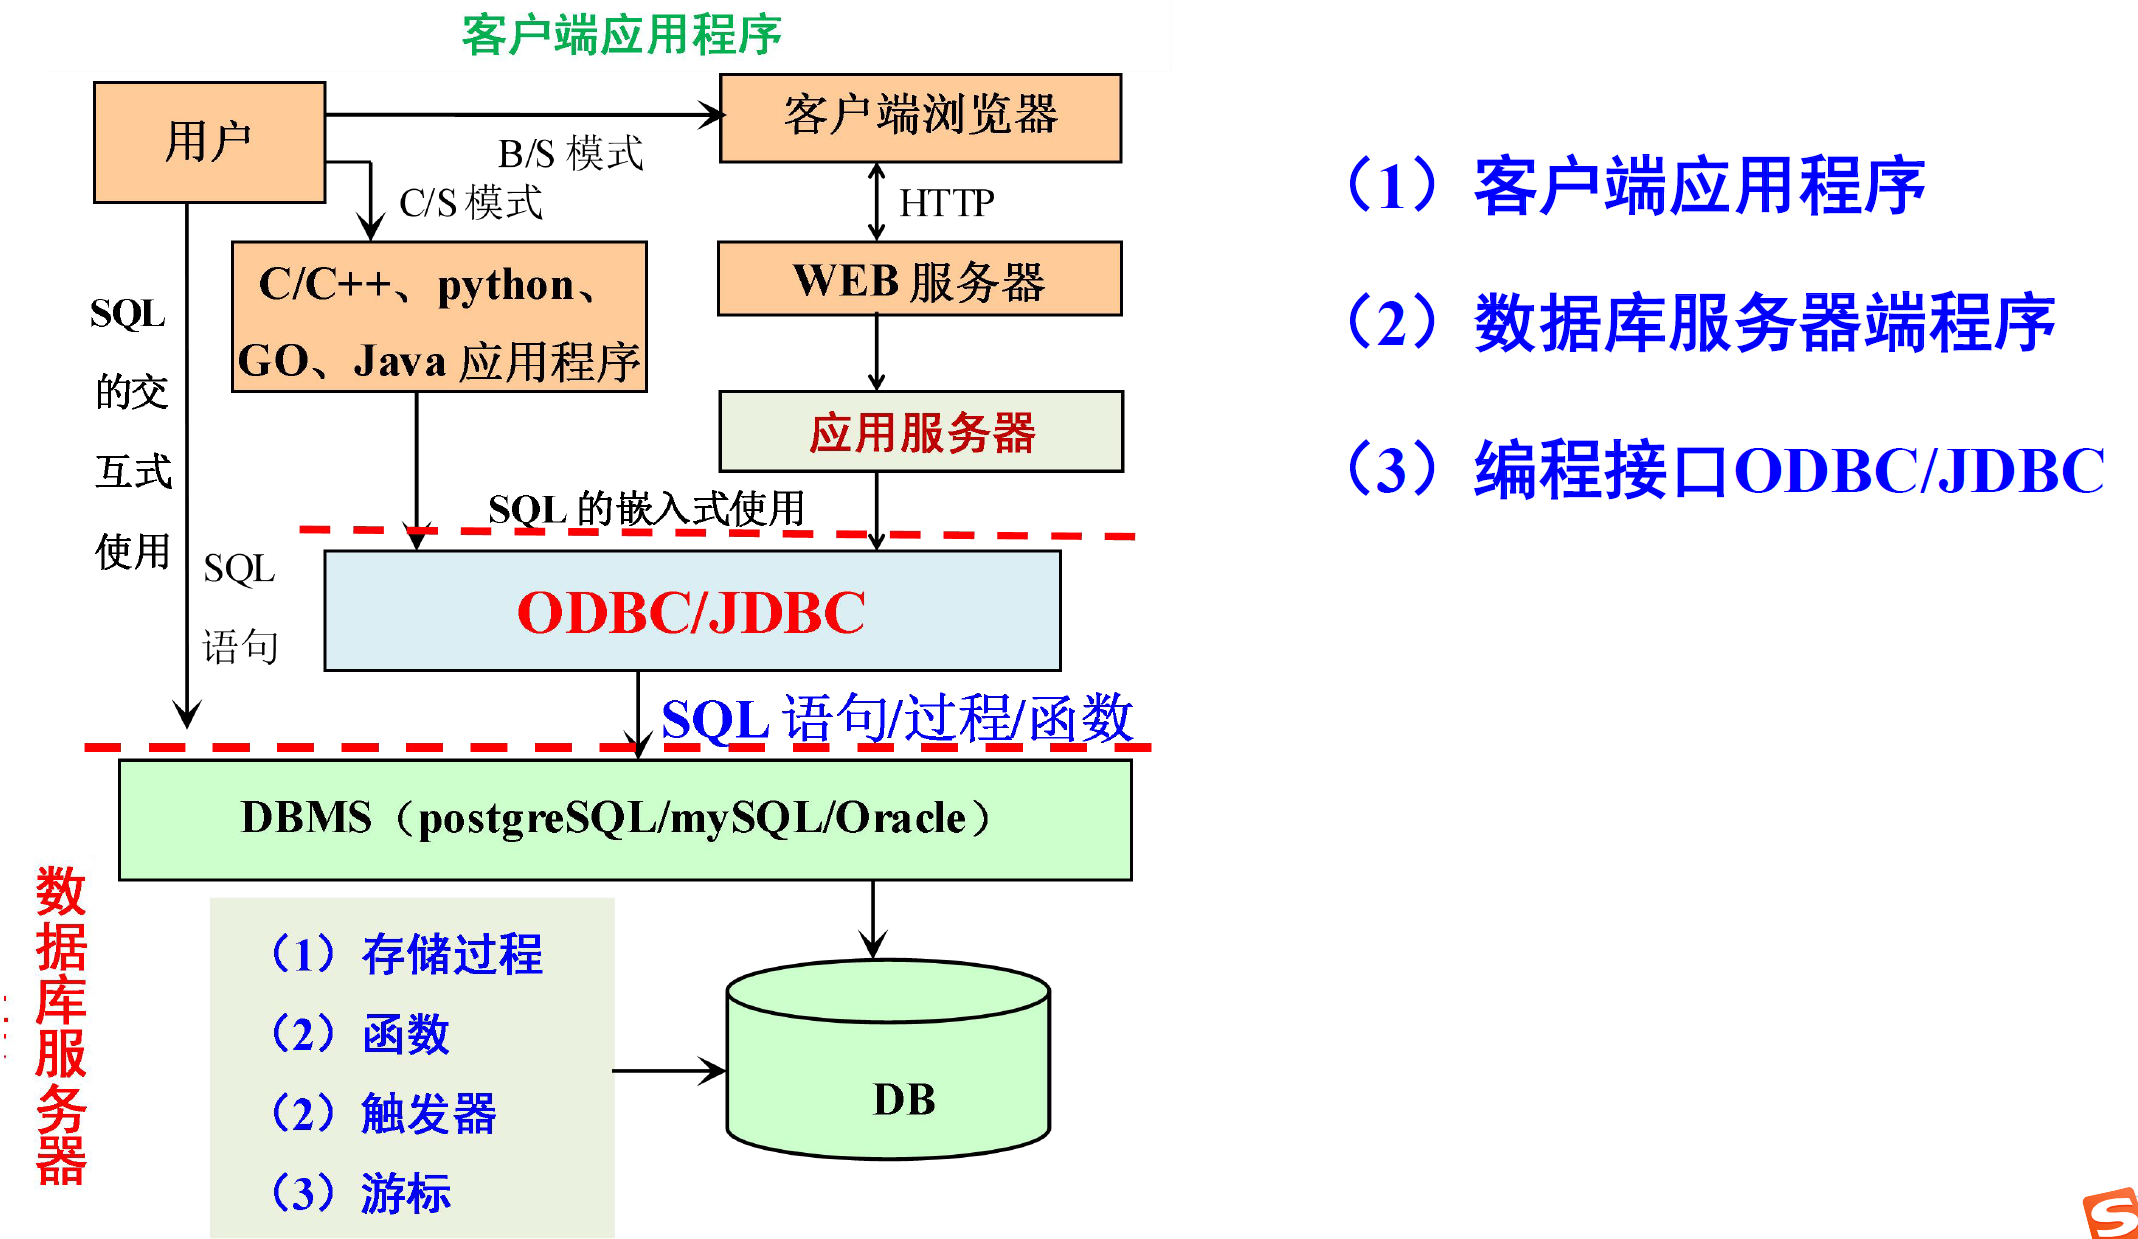 客户端应用程序
用户
客户端浏览器
B/S 模式
C/S 模式
HTTP
C/C++、python、
GO、Java 应用程序
WEB 服务器
应用服务器
SQL
的交
互式
使用
SQL 的嵌入式使用
SQL
语句
ODBC/JDBC
SQL 语句/过程/函数
DBMS（postgreSQL/mySQL/Oracle）
数据库服务器
（1）存储过程
（2）函数
（2）触发器
（3）游标
DB
（1）客户端应用程序
（2）数据库服务器端程序
（3）编程接口ODBC/JDBC
S